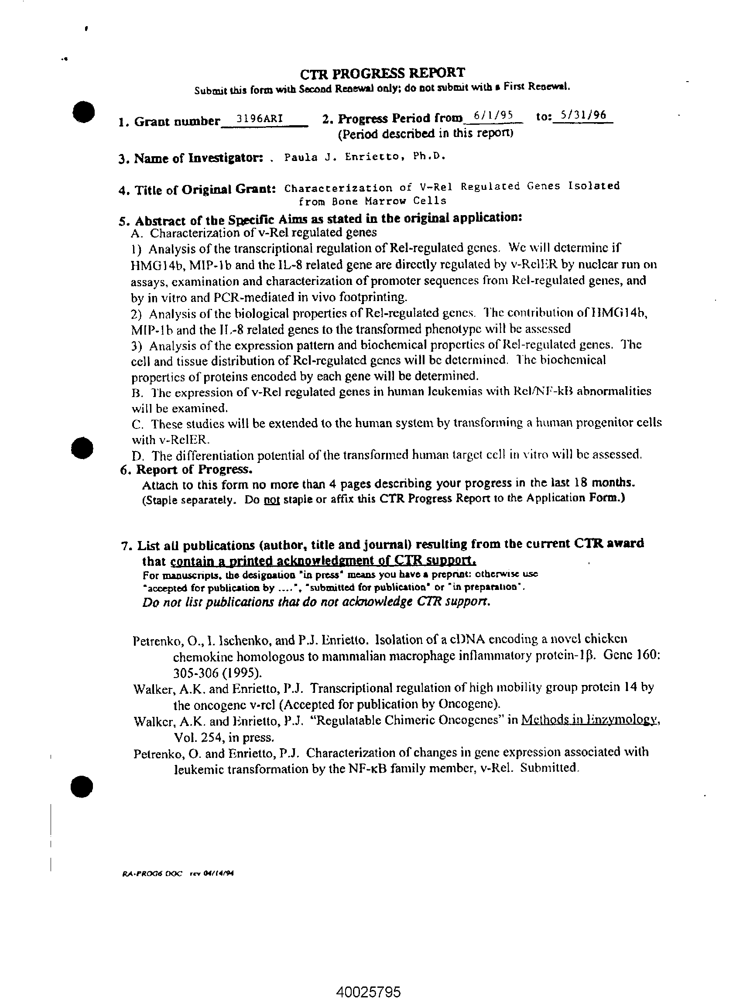 CTR PROGRESS REPORT
Submit this form with Second Renewal only; do not submit with a First Renewal.
1. Grant number 3196ARI 2. Progress Period from 6/1/95 to: 5/31/96
(Period described in this report)
3. Name of Investigator: . Paula J. Enrietto, Ph.D.
4. Title of Original Grant: Characterization of V-Rel Regulated Genes Isolated
from Bone Marrow Cells
5. Abstract of the Specific Aims as stated in the original application:
A. Characterization of v-Rel regulated genes
1) Analysis of the transcriptional regulation of Rel-regulated genes. We will determine if
HMG14b, MIP-1b and the IL-8 related gene are directly regulated by v-RelER by nuclear run on
assays, examination and characterization of promoter sequences from Rel-regulated genes, and
by in vitro and PCR-mediated in vivo footprinting.
2) Analysis of the biological properties of Rel-regulated genes. The contribution of HMG14b,
MIP-1b and the IL-8 related genes to the transformed phenotype will be assessed
3) Analysis of the expression pattern and biochemical properties of Rel-regulated genes. The
cell and tissue distribution of Rel-regulated genes will be determined. The biochemical
properties of proteins encoded by each gene will be determined.
B. The expression of v-Rel regulated genes in human leukemias with Rel/NF-kB abnormalities
will be examined.
C. These studies will be extended to the human system by transforming a human progenitor cells
with v-RelER.
D. The differentiation potential of the transformed human target cell in vitro will be assessed.
6. Report of Progress.
Attach to this form no more than 4 pages describing your progress in the last 18 months.
(Staple separately. Do not staple or affix this CTR Progress Report to the Application Form.)
7. List all publications (author, title and journal) resulting from the current CTR award
that contain a printed acknowledgment of CTR support.
For manuscripts, the designation "in press" means you have a preprint: otherwise use
"accepted for publication by ....", "submitted for publication" or "in preparation".
Do not list publications that do not acknowledge CTR support.
Petrenko, O., I. Ischenko, and P.J. Enrietto. Isolation of a cDNA encoding a novel chicken
chemokine homologous to mammalian macrophage inflammatory protein-1β. Gene 160:
305-306 (1995).
Walker, A.K. and Enrietto, P.J. Transcriptional regulation of high mobility group protein 14 by
the oncogene v-rel (Accepted for publication by Oncogene).
Walker, A.K. and Enrietto, P.J. “Regulatable Chimeric Oncogenes” in Methods in Enzymology,
Vol. 254, in press.
Petrenko, O. and Enrietto, P.J. Characterization of changes in gene expression associated with
leukemic transformation by the NF-κB family member, v-Rel. Submitted.
RA-PROG6 DOC rev 04/14/94
40025795